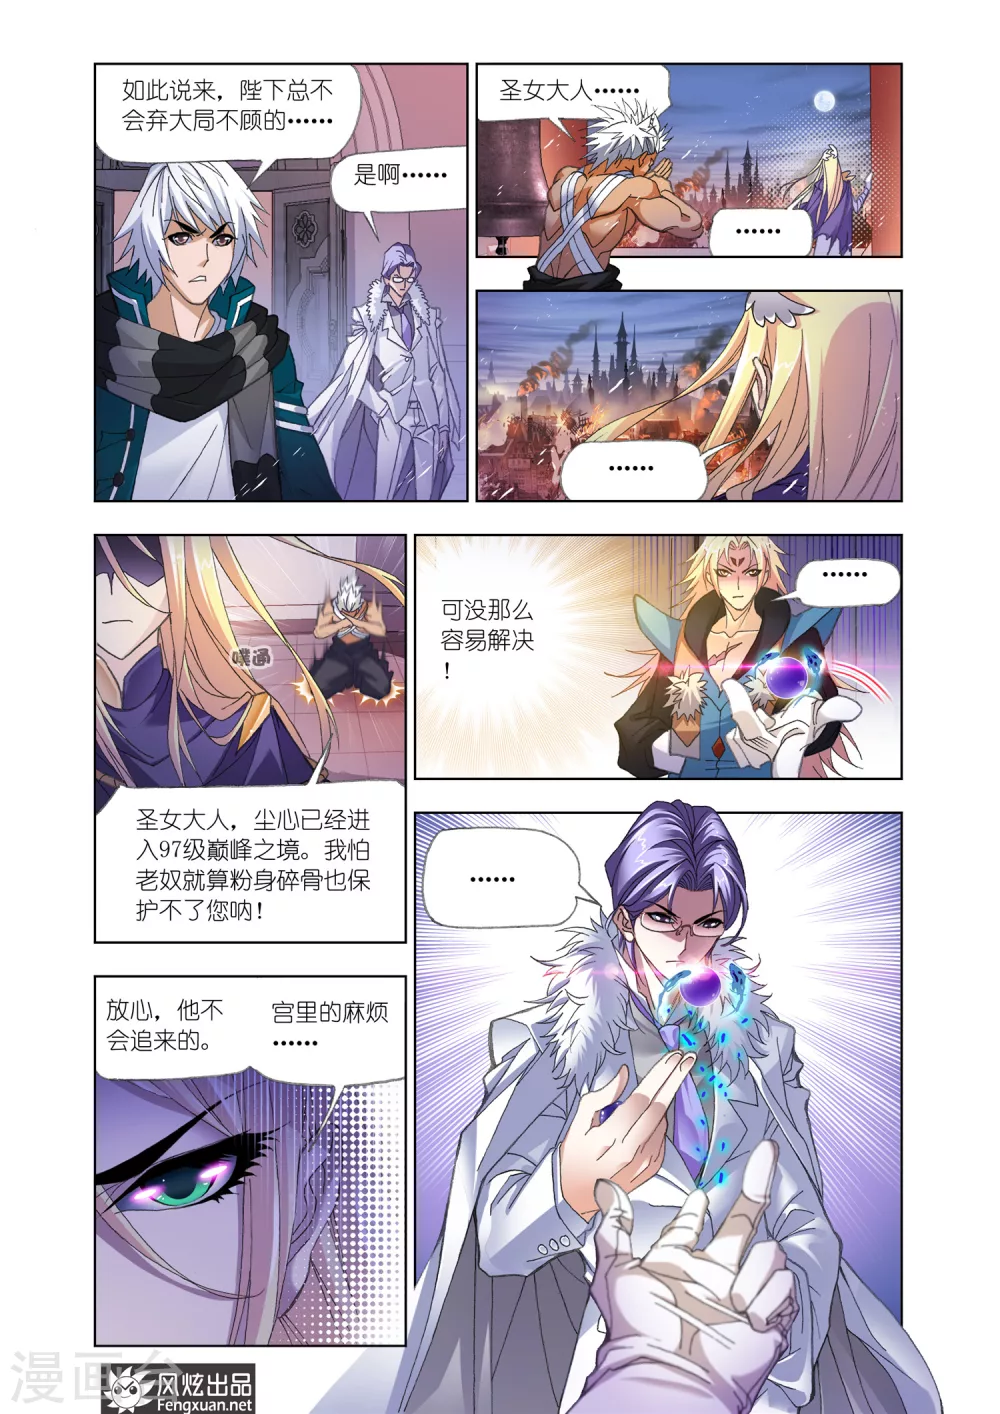 如此说来，陛下总不
会弃大局不顾的······
是啊······
圣女大人······
······
······
噗通
圣女大人，尘心已经进
入97级巅峰之境。我怕
老奴就算粉身碎骨也保
护不了您呐！
可没那么
容易解决
！
······
······
放心，他不
会追来的。
宫里的麻烦
······
漫画台
风炫出品
Fengxuan.net